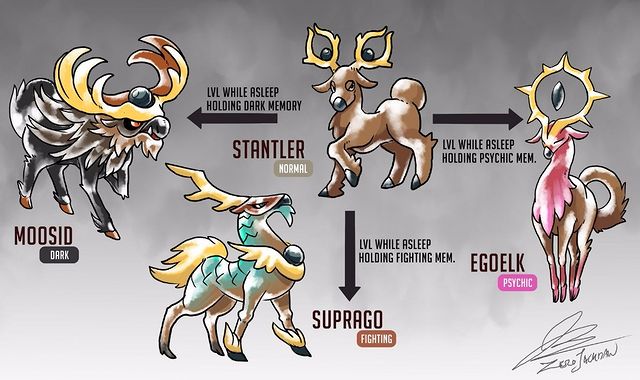 LVL WHILE ASLEEP
HOLDING DARK MEMORY
STANTLER
NORMAL
LVL WHILE ASLEEP
HOLDING PSYCHIC MEM.
MOOSID
DARK
LVL WHILE ASLEEP
HOLDING FIGHTING MEM.
EGOELK
PSYCHIC
SUPRAGO
FIGHTING
ZEROJACKDAW